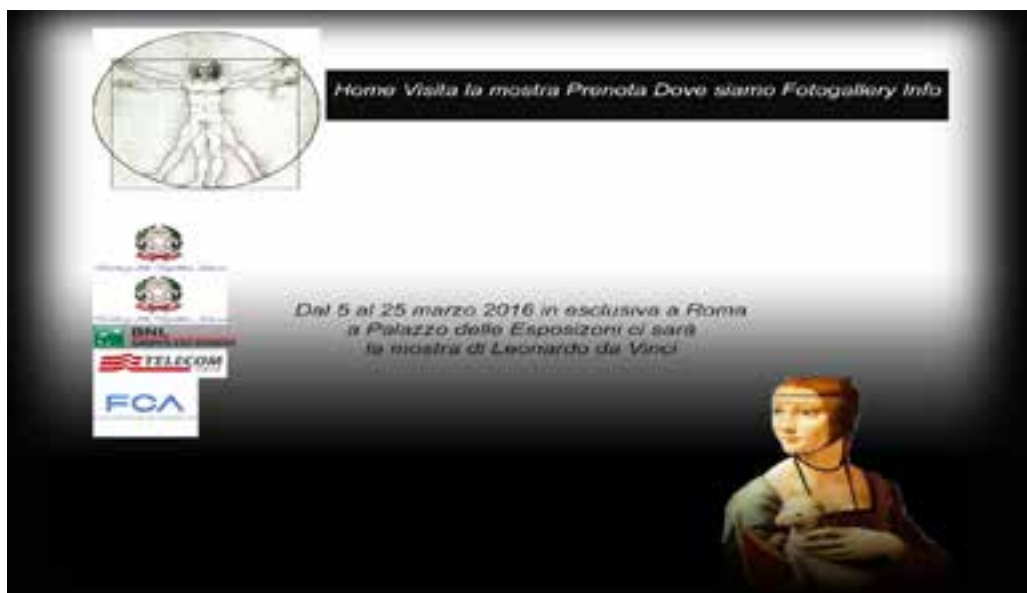 Home Visita la mostra Prenota Dove siamo Fotogallery Info
Dal 5 al 25 marzo 2016 in esclusiva a Roma
a Palazzo delle Esposizoni ci sarà
la mostra di Leonardo da Vinci
BNL
TELECOM
FCA